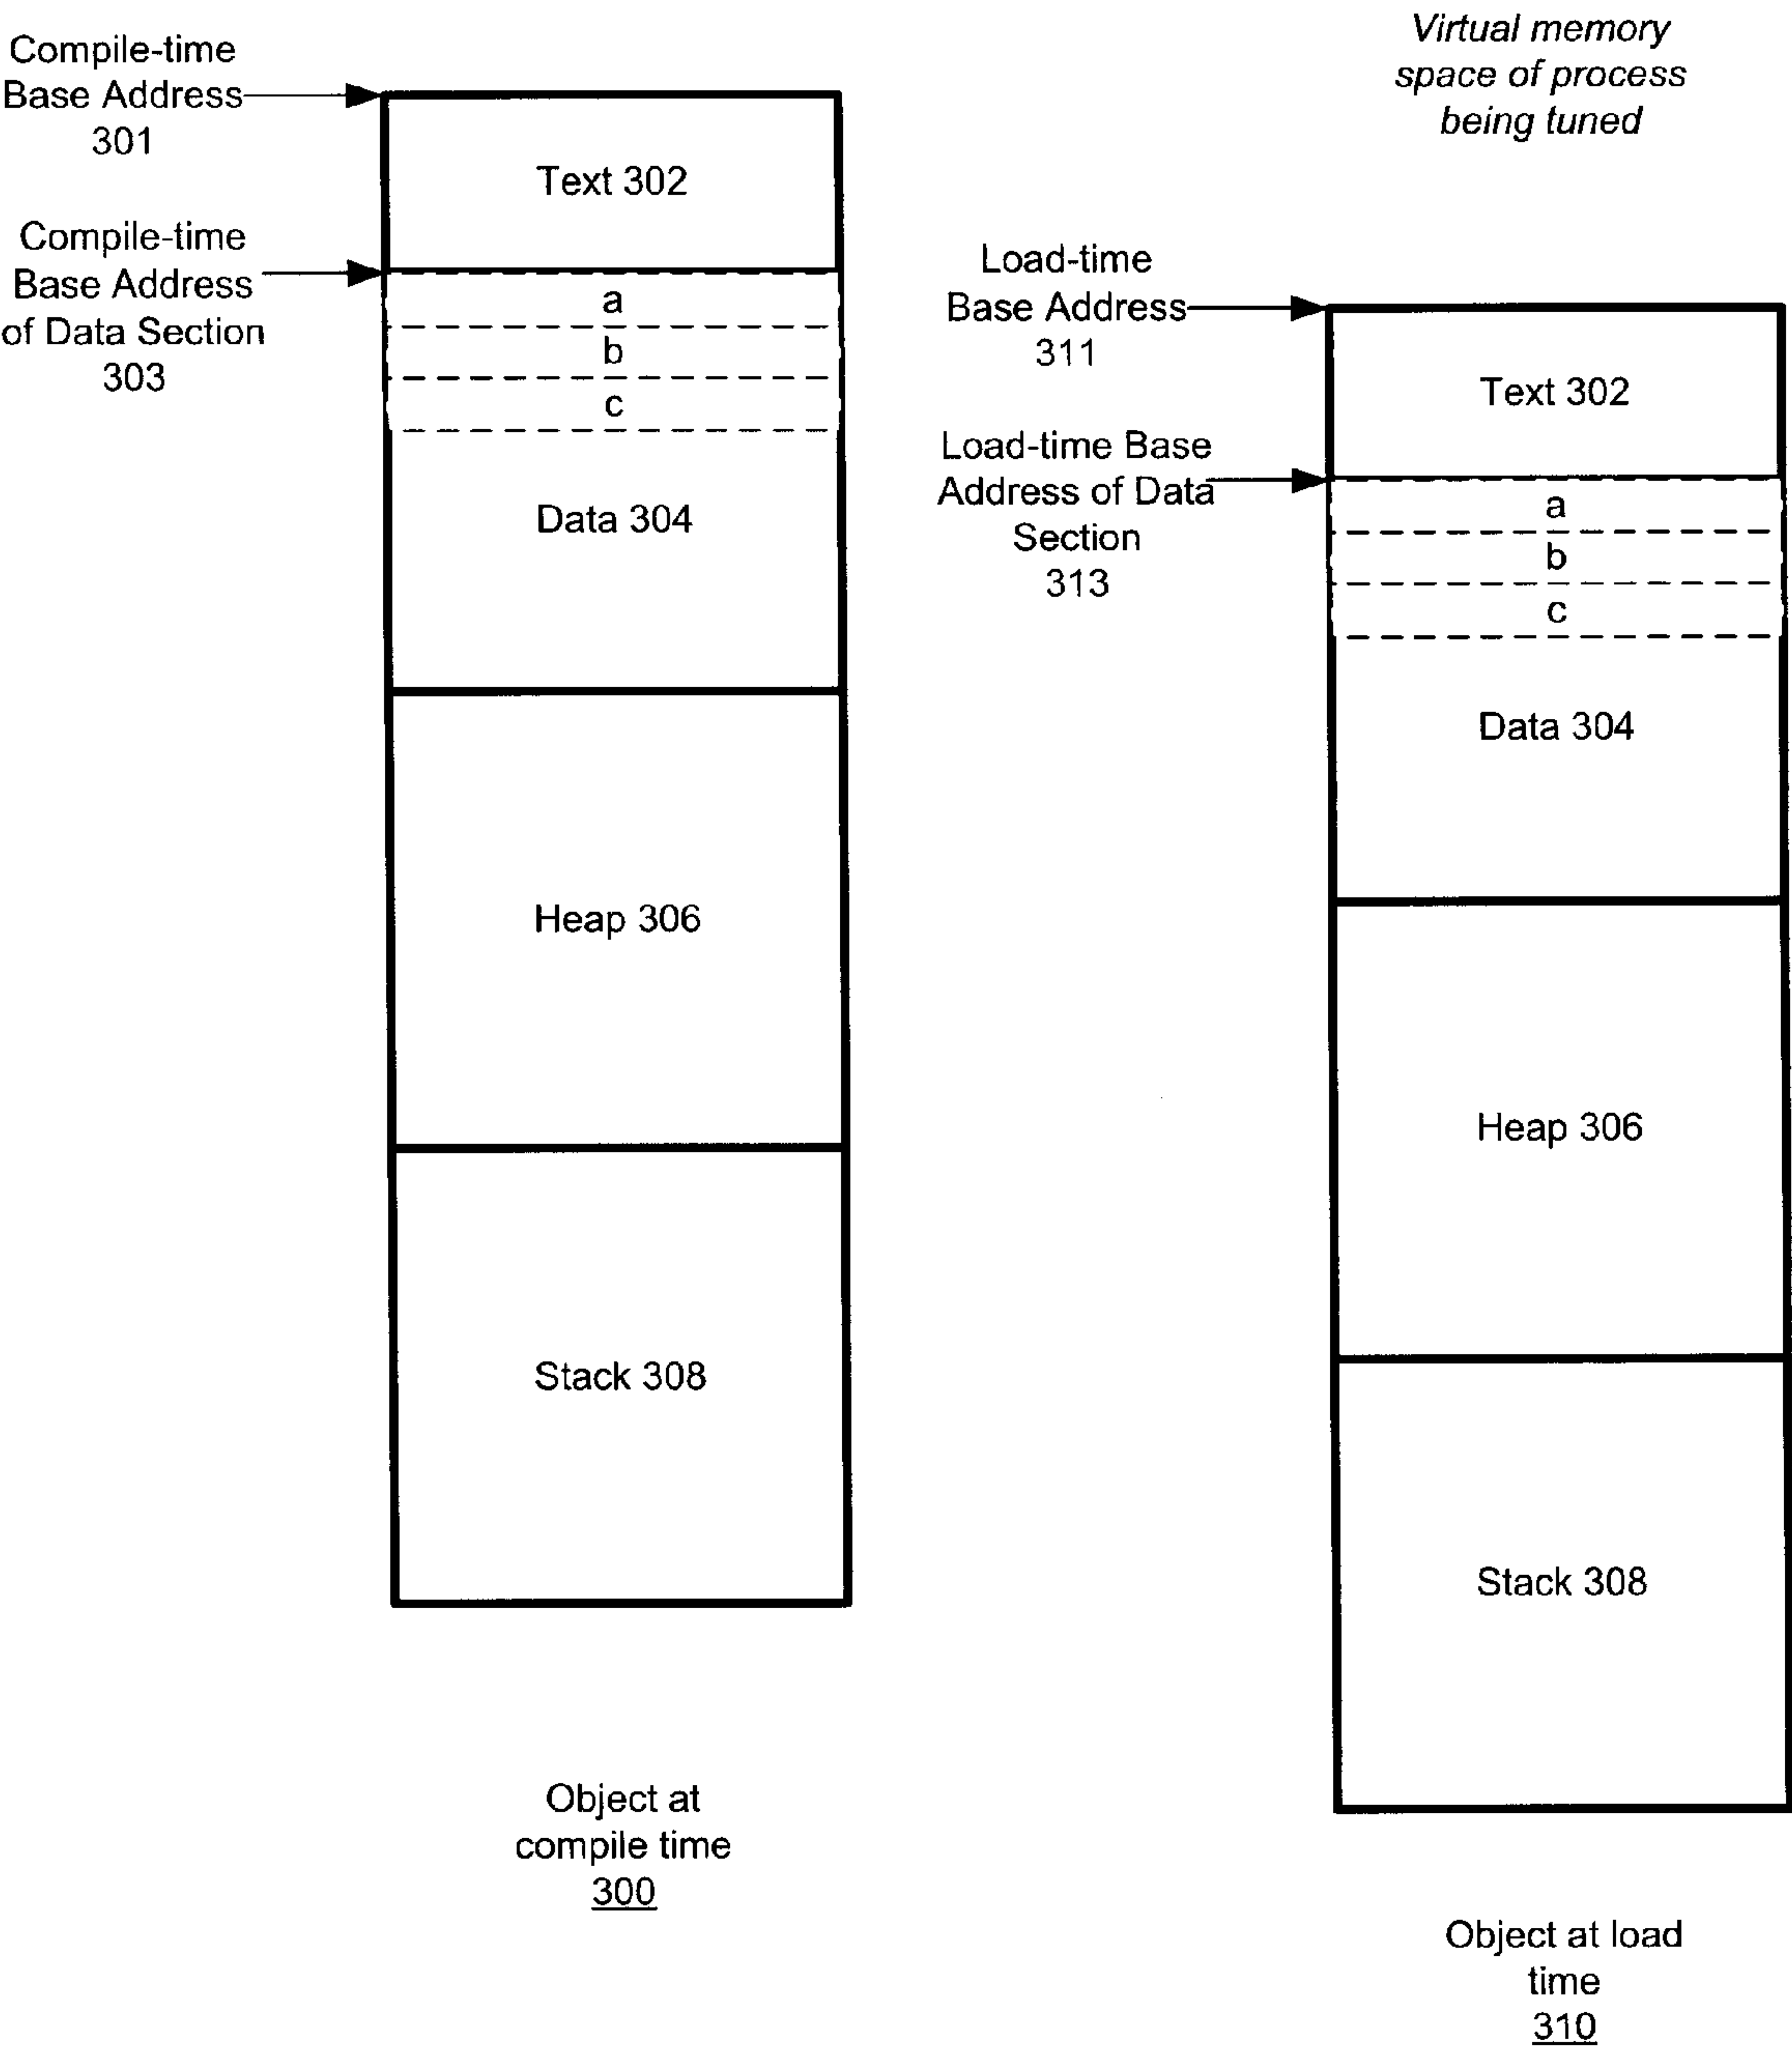 Compile-time
Base Address
301
Text 302
Compile-time
Base Address
of Data Section
303
a
b
c
Data 304
Heap 306
Stack 308
Object at
compile time
300
Virtual memory
space of process
being tuned
Load-time
Base Address
311
Text 302
Load-time Base
Address of Data
Section
313
a
b
c
Data 304
Heap 306
Stack 308
Object at load
time
310